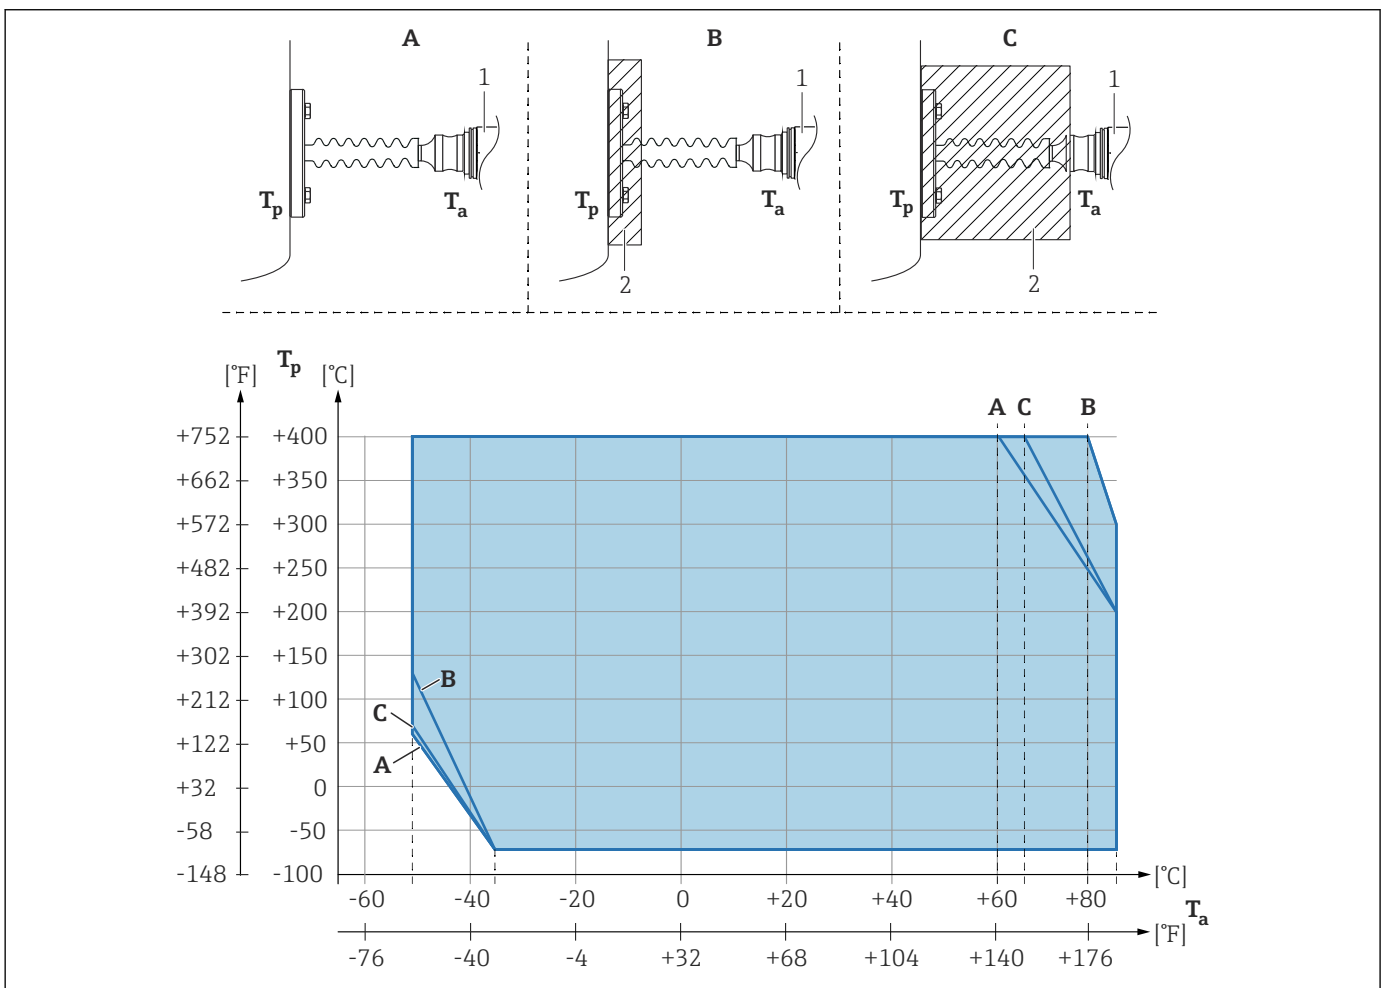 A
B
C
1
1
1
Tp
Ta
Tp
Ta
Tp
Ta
2
2
Tp
[°F]
[°C]
A C B
+752 +400
+662 +350
+572 +300
+482 +250
+392 +200
+302 +150
+212 +100
+122 +50
+32 0
-58 -50
-148 -100
B
C
A
-60 -40 -20 0 +20 +40 +60 +80
[°C]
Ta
[°F]
-76 -40 -4 +32 +68 +104 +140 +176